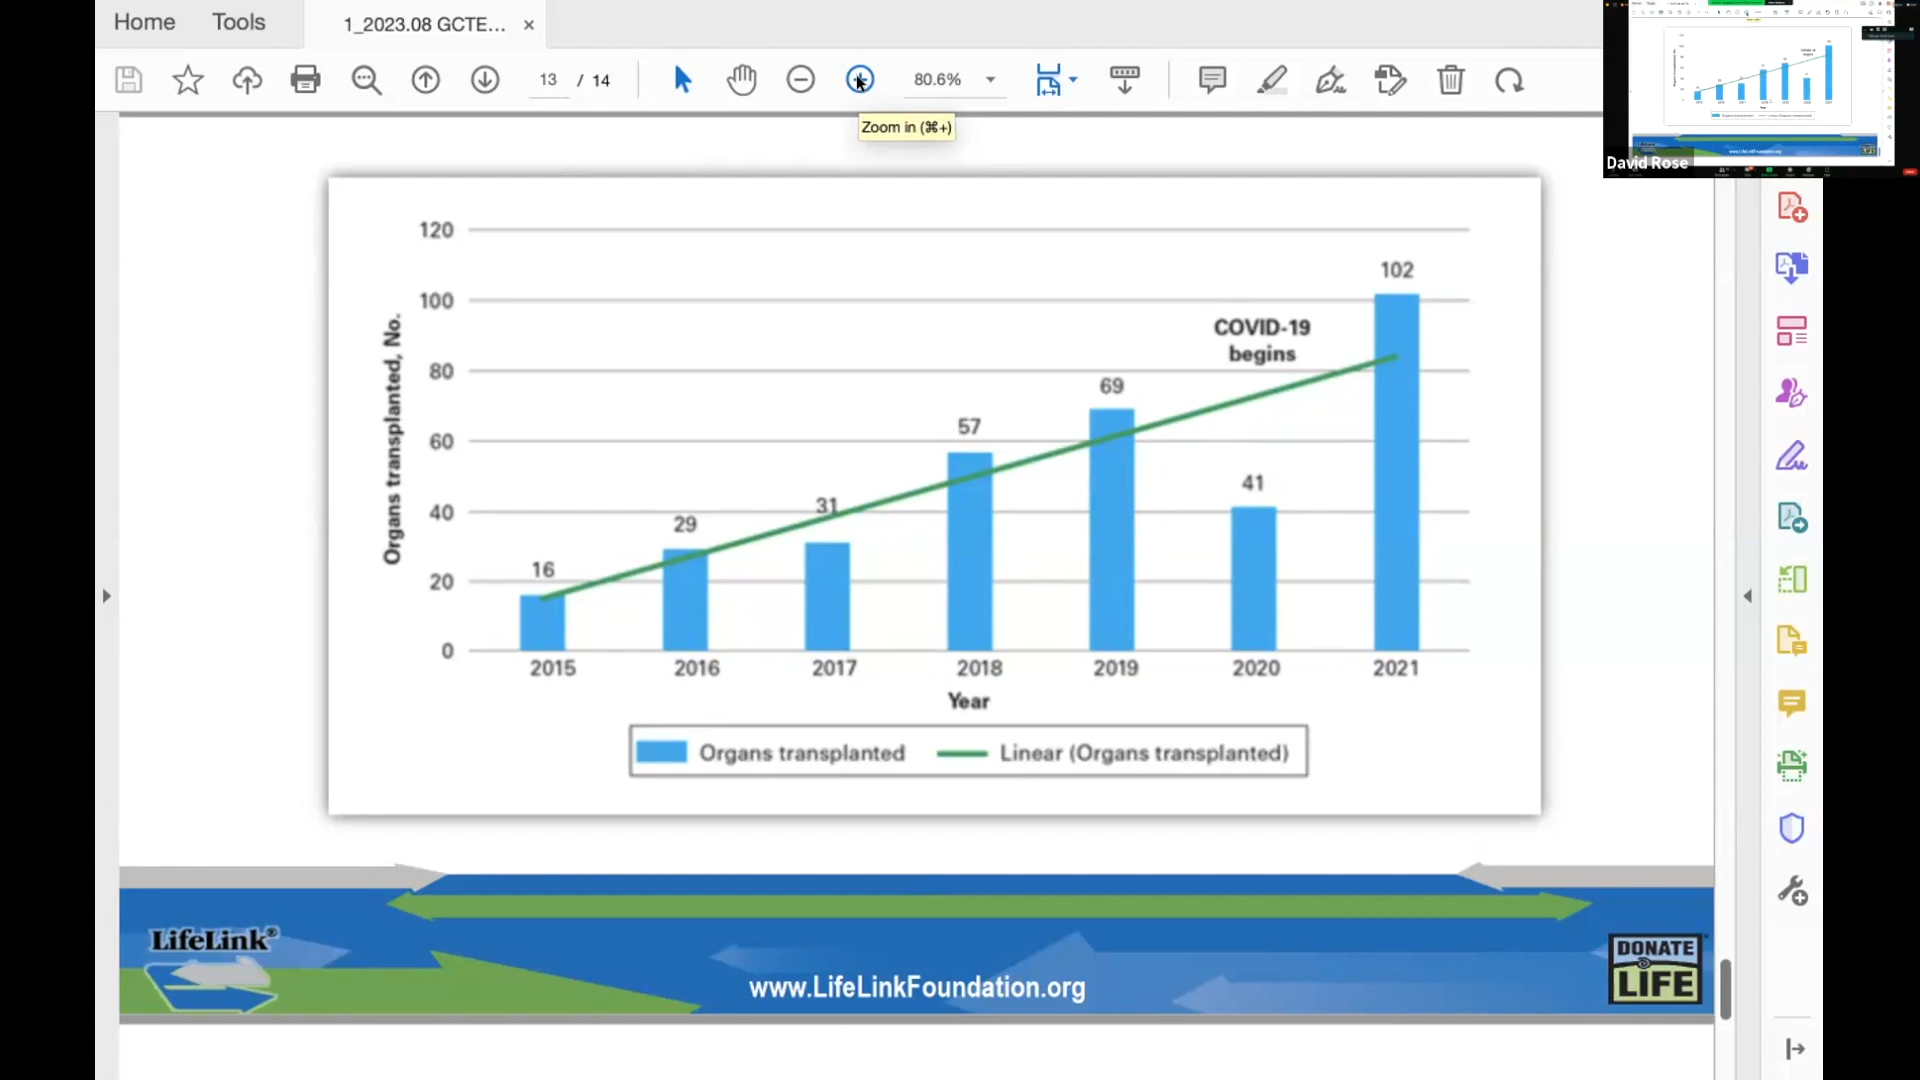 Home Tools 1_2023.08 GCTE... ×
13 / 14 80.6%
Zoom in (⌘+)
David Rose
120
100
80
60
40
20
0
Organs transplanted, No.
16
29
31
57
69
41
102
COVID-19
begins
2015 2016 2017 2018 2019 2020 2021
Year
Organs transplanted Linear (Organs transplanted)
LifeLink®
www.LifeLinkFoundation.org
DONATE
LIFE